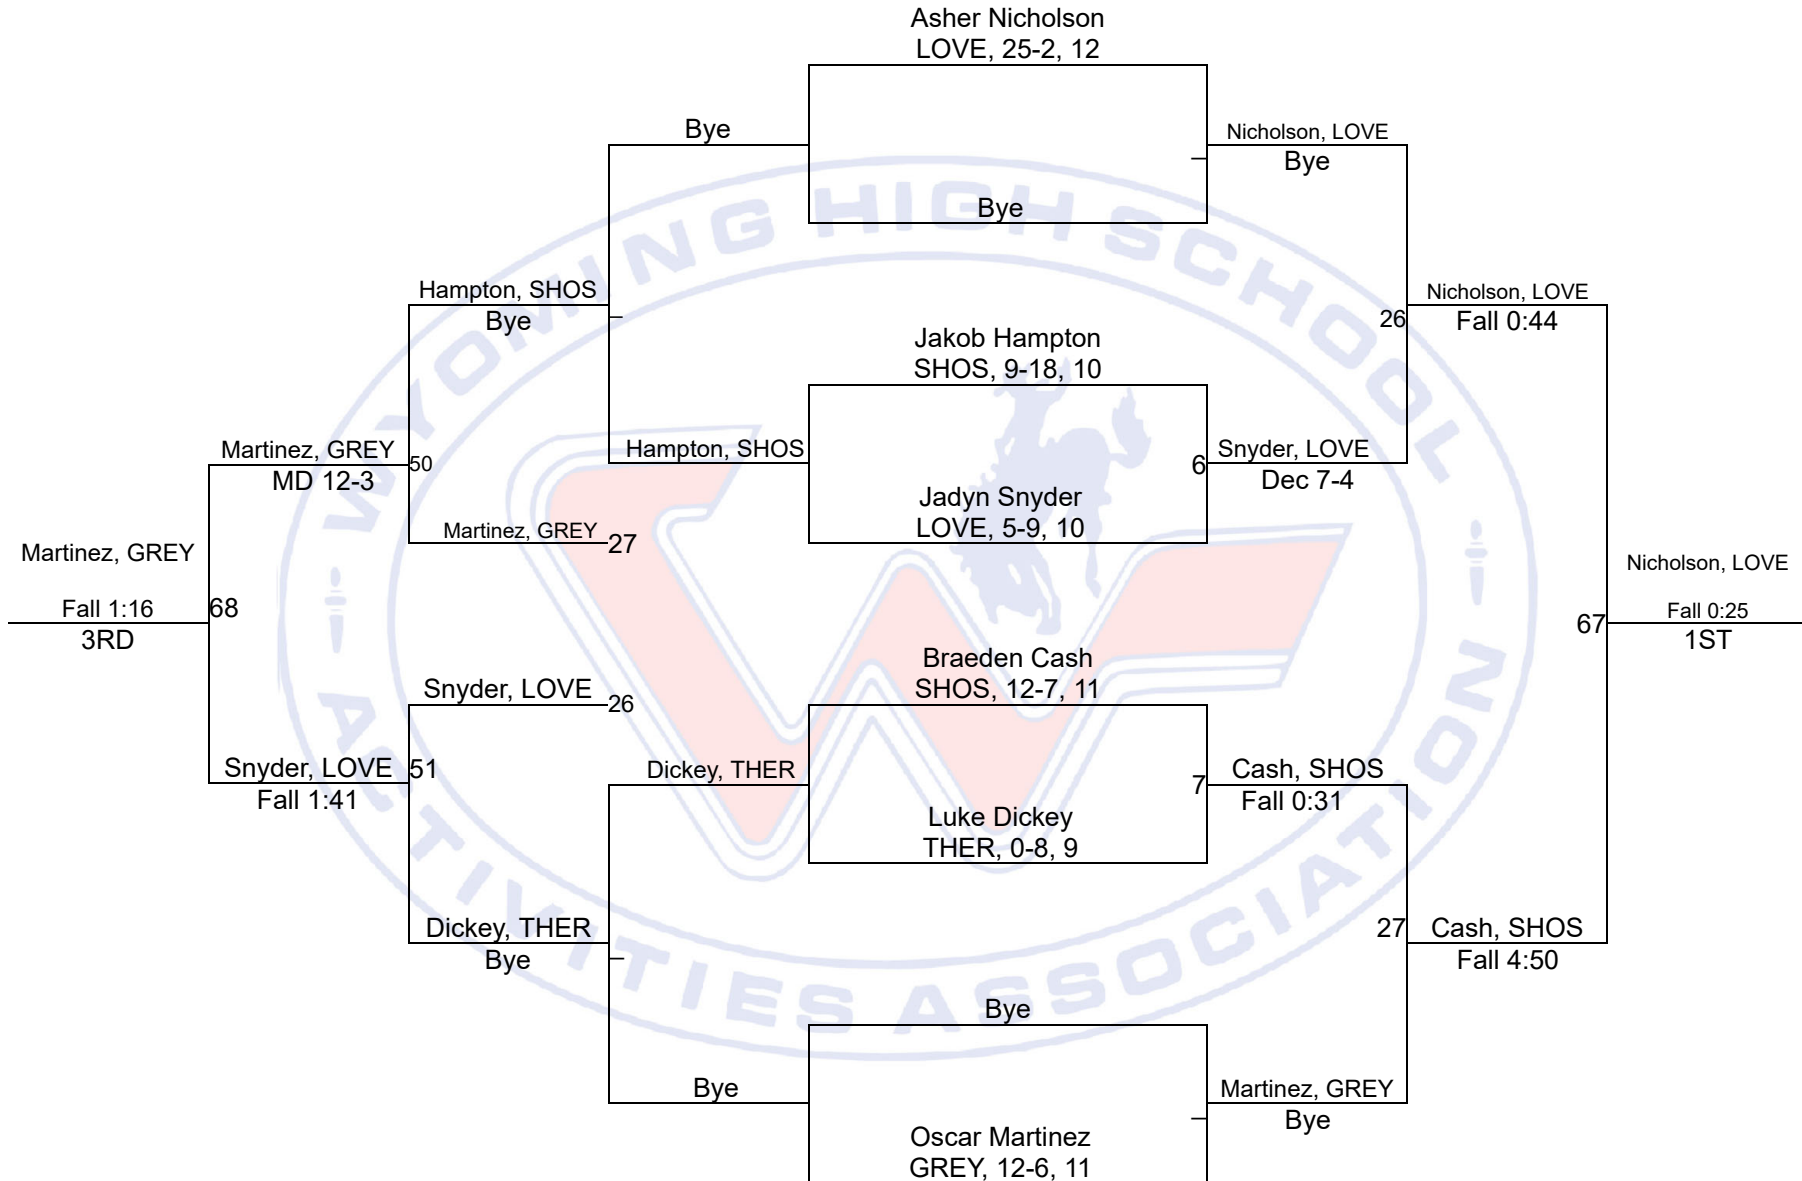 Asher Nicholson
LOVE, 25-2, 12
Bye
Nicholson, LOVE
Bye
Bye
Hampton, SHOS
Bye
Nicholson, LOVE
26
Fall 0:44
Jakob Hampton
SHOS, 9-18, 10
Martinez, GREY
50
MD 12-3
Hampton, SHOS
6
Snyder, LOVE
Dec 7-4
Jadyn Snyder
LOVE, 5-9, 10
Martinez, GREY
27
Martinez, GREY
68
Fall 1:16
3RD
Nicholson, LOVE
67
Fall 0:25
1ST
Braeden Cash
SHOS, 12-7, 11
Snyder, LOVE
26
Snyder, LOVE
51
Fall 1:41
Dickey, THER
7
Cash, SHOS
Fall 0:31
Luke Dickey
THER, 0-8, 9
Dickey, THER
Bye
27
Cash, SHOS
Fall 4:50
Bye
Bye
Martinez, GREY
Bye
Oscar Martinez
GREY, 12-6, 11
WYOMING HIGH SCHOOL
ACTIVITIES ASSOCIATION